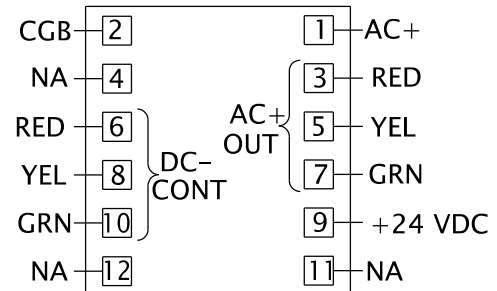 CGB 2 1 AC+
NA 4 3 RED
RED 6 AC+ OUT 5 YEL
YEL 8 DC− CONT 7 GRN
GRN 10 9 +24 VDC
NA 12 11 NA